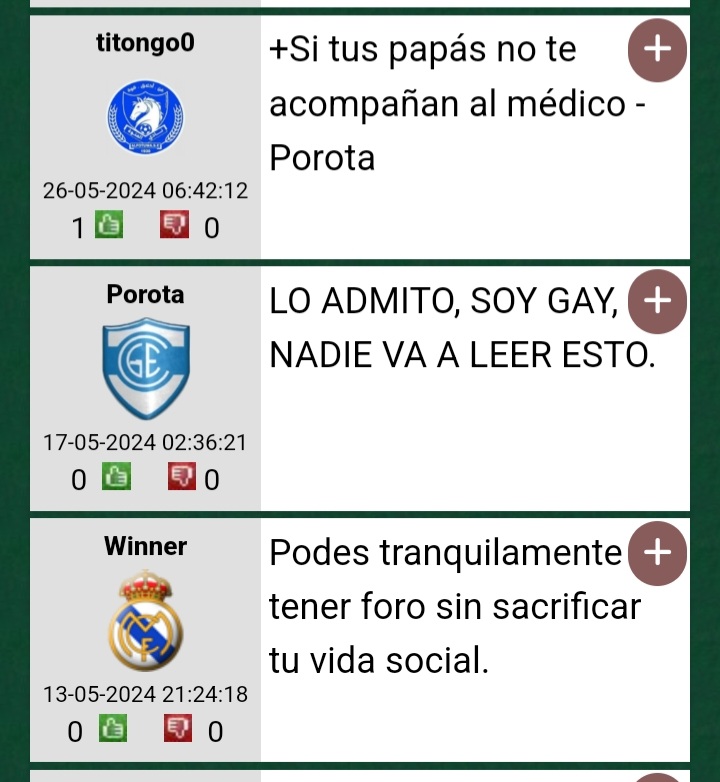 titongo0
+Si tus papás no te
acompañan al médico -
Porota
26-05-2024 06:42:12
1 0
Porota
LO ADMITO, SOY GAY,
NADIE VA A LEER ESTO.
GEC
17-05-2024 02:36:21
0 0
Winner
Podes tranquilamente
tener foro sin sacrificar
tu vida social.
13-05-2024 21:24:18
0 0